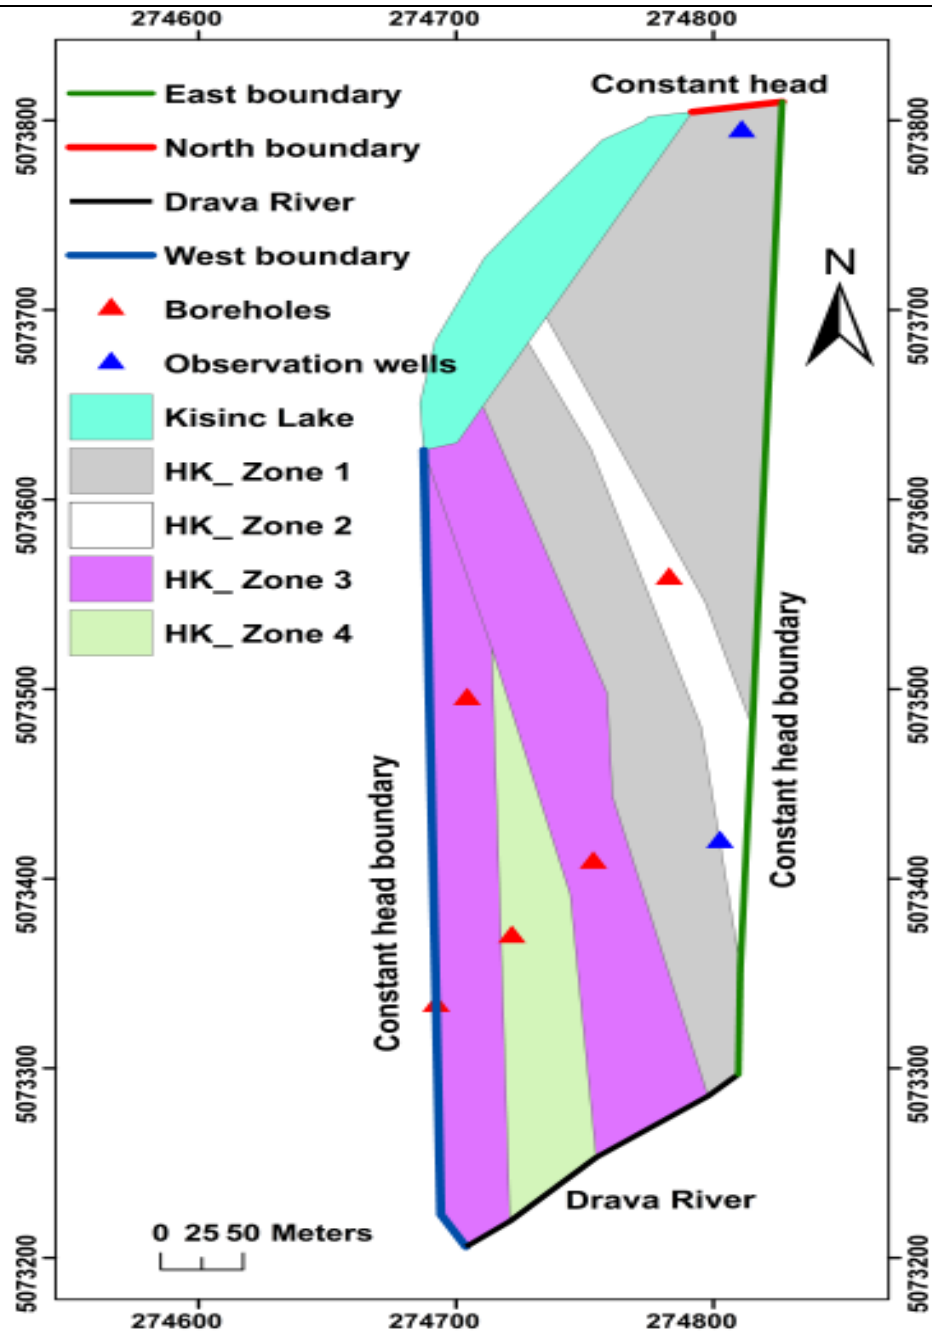 274600 274700 274800
Constant head
East boundary
North boundary
Drava River
West boundary
Boreholes
Observation wells
Kisinc Lake
HK_ Zone 1
HK_ Zone 2
HK_ Zone 3
HK_ Zone 4
N
5073800
5073700
5073600
5073500
5073400
5073300
5073200
5073800
5073700
5073600
5073500
5073400
5073300
5073200
Constant head boundary
Constant head boundary
Drava River
0 25 50 Meters
274600 274700 274800